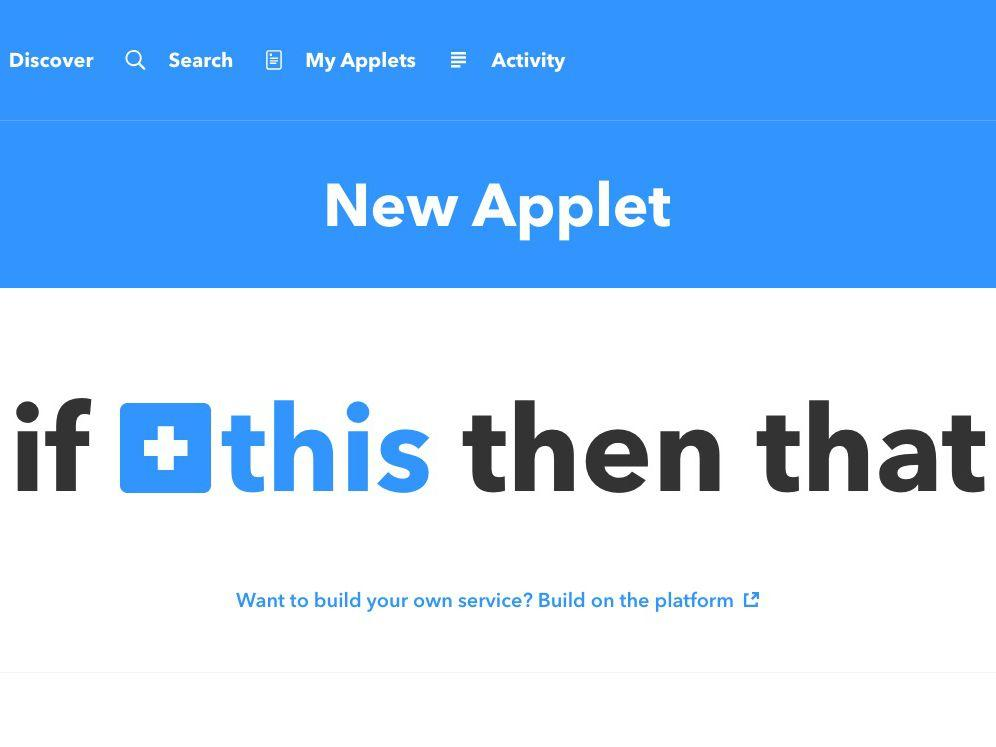 Discover Search My Applets Activity
New Applet
if this then that
Want to build your own service? Build on the platform